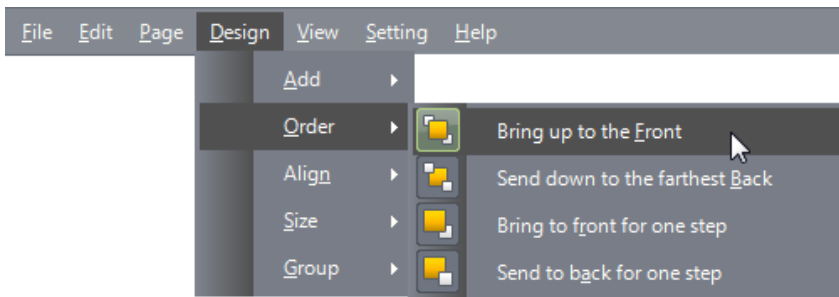 File Edit Page Design View Setting Help
Add
Order
Align
Size
Group
Bring up to the Front
Send down to the farthest Back
Bring to front for one step
Send to back for one step